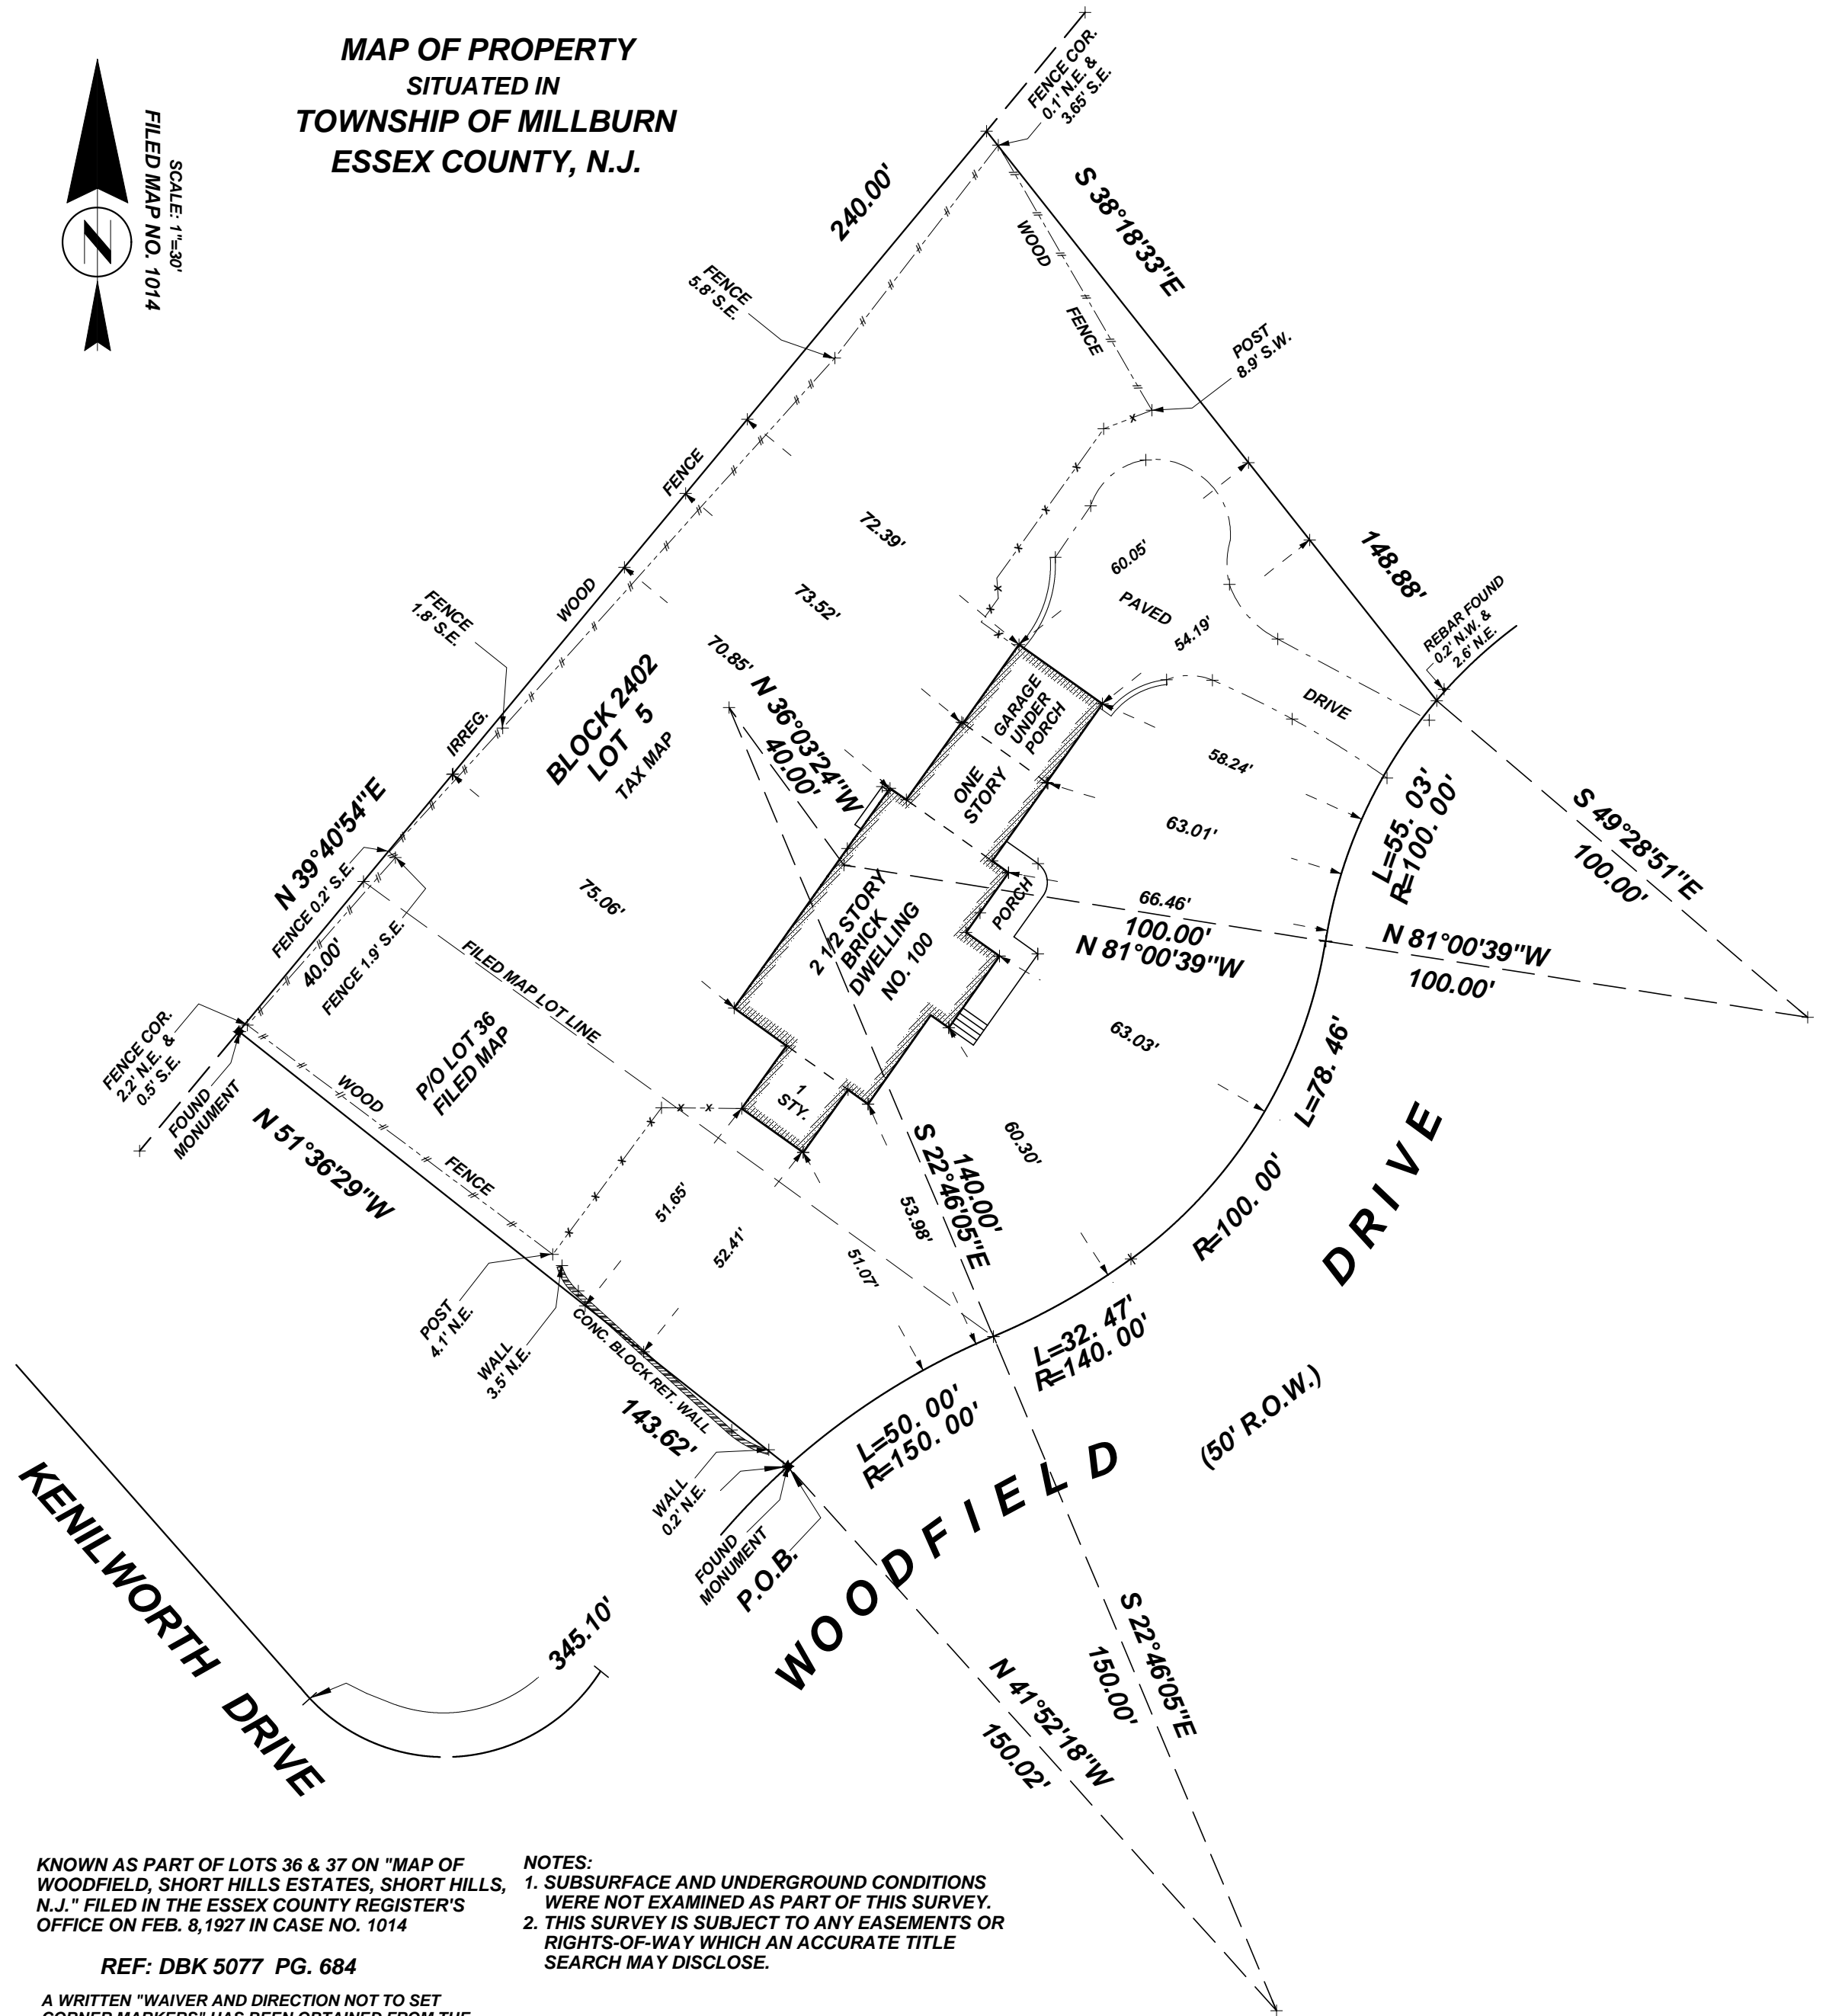 MAP OF PROPERTY
SITUATED IN
TOWNSHIP OF MILLBURN
ESSEX COUNTY, N.J.
SCALE: 1"=30'
FILED MAP NO. 1014
N
FENCE COR.
0.1' N.E. &
3.65' S.E.
240.00'
S 38°18'33"E
WOOD
FENCE
FENCE
5.8' S.E.
POST
8.9' S.W.
FENCE
72.39'
148.88'
60.05'
WOOD
73.52'
PAVED
54.19'
FENCE
1.8' S.E.
REBAR FOUND
0.2' N.W. &
2.6' N.E.
70.85'
N 36°03'24"W
40.00'
BLOCK 2402
LOT 5
TAX MAP
IRREG.
GARAGE
UNDER
PORCH
DRIVE
ONE
STORY
58.24'
N 39°40'54"E
63.01'
L=55. 03'
R=100. 00'
S 49°28'51"E
100.00'
FENCE 0.2' S.E.
75.06'
2 1/2 STORY
BRICK
DWELLING
NO. 100
PORCH
66.46'
100.00'
N 81°00'39"W
N 81°00'39"W
100.00'
40.00'
FENCE 1.9' S.E.
FILED MAP LOT LINE
FENCE COR.
2.2' N.E. &
0.5' S.E.
FOUND
MONUMENT
P/O LOT 36
FILED MAP
63.03'
L=78. 46'
R=100. 00'
WOOD
FENCE
N 51°36'29"W
1
STY.
60.30'
140.00'
S 22°46'05"E
51.65'
52.41'
53.98'
51.07'
POST
4.1' N.E.
WALL
3.5' N.E.
CONC. BLOCK RET. WALL
143.62'
L=32. 47'
R=140. 00'
L=50. 00'
R=150. 00'
WALL
0.2' N.E.
FOUND
MONUMENT
P.O.B.
WOODFIELD DRIVE
(50' R.O.W.)
KENILWORTH DRIVE
345.10'
S 22°46'05"E
150.00'
N 41°52'18"W
150.02'
KNOWN AS PART OF LOTS 36 & 37 ON "MAP OF
WOODFIELD, SHORT HILLS ESTATES, SHORT HILLS,
N.J." FILED IN THE ESSEX COUNTY REGISTER'S
OFFICE ON FEB. 8,1927 IN CASE NO. 1014
REF: DBK 5077 PG. 684
A WRITTEN "WAIVER AND DIRECTION NOT TO SET
CORNER MARKERS" HAS BEEN OBTAINED FROM THE
NOTES:
1. SUBSURFACE AND UNDERGROUND CONDITIONS
WERE NOT EXAMINED AS PART OF THIS SURVEY.
2. THIS SURVEY IS SUBJECT TO ANY EASEMENTS OR
RIGHTS-OF-WAY WHICH AN ACCURATE TITLE
SEARCH MAY DISCLOSE.